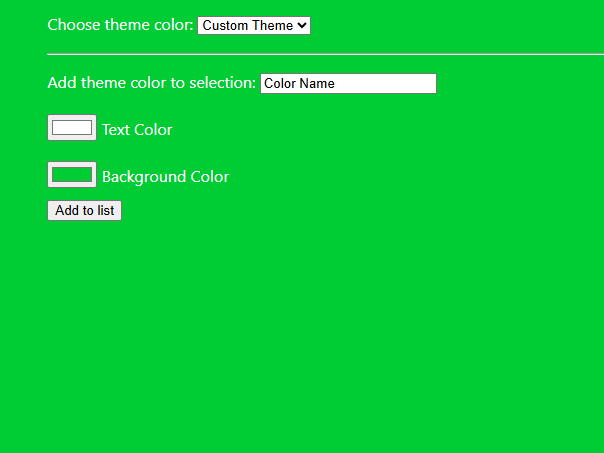 Choose theme color: Custom Theme
Add theme color to selection: Color Name
Text Color
Background Color
Add to list